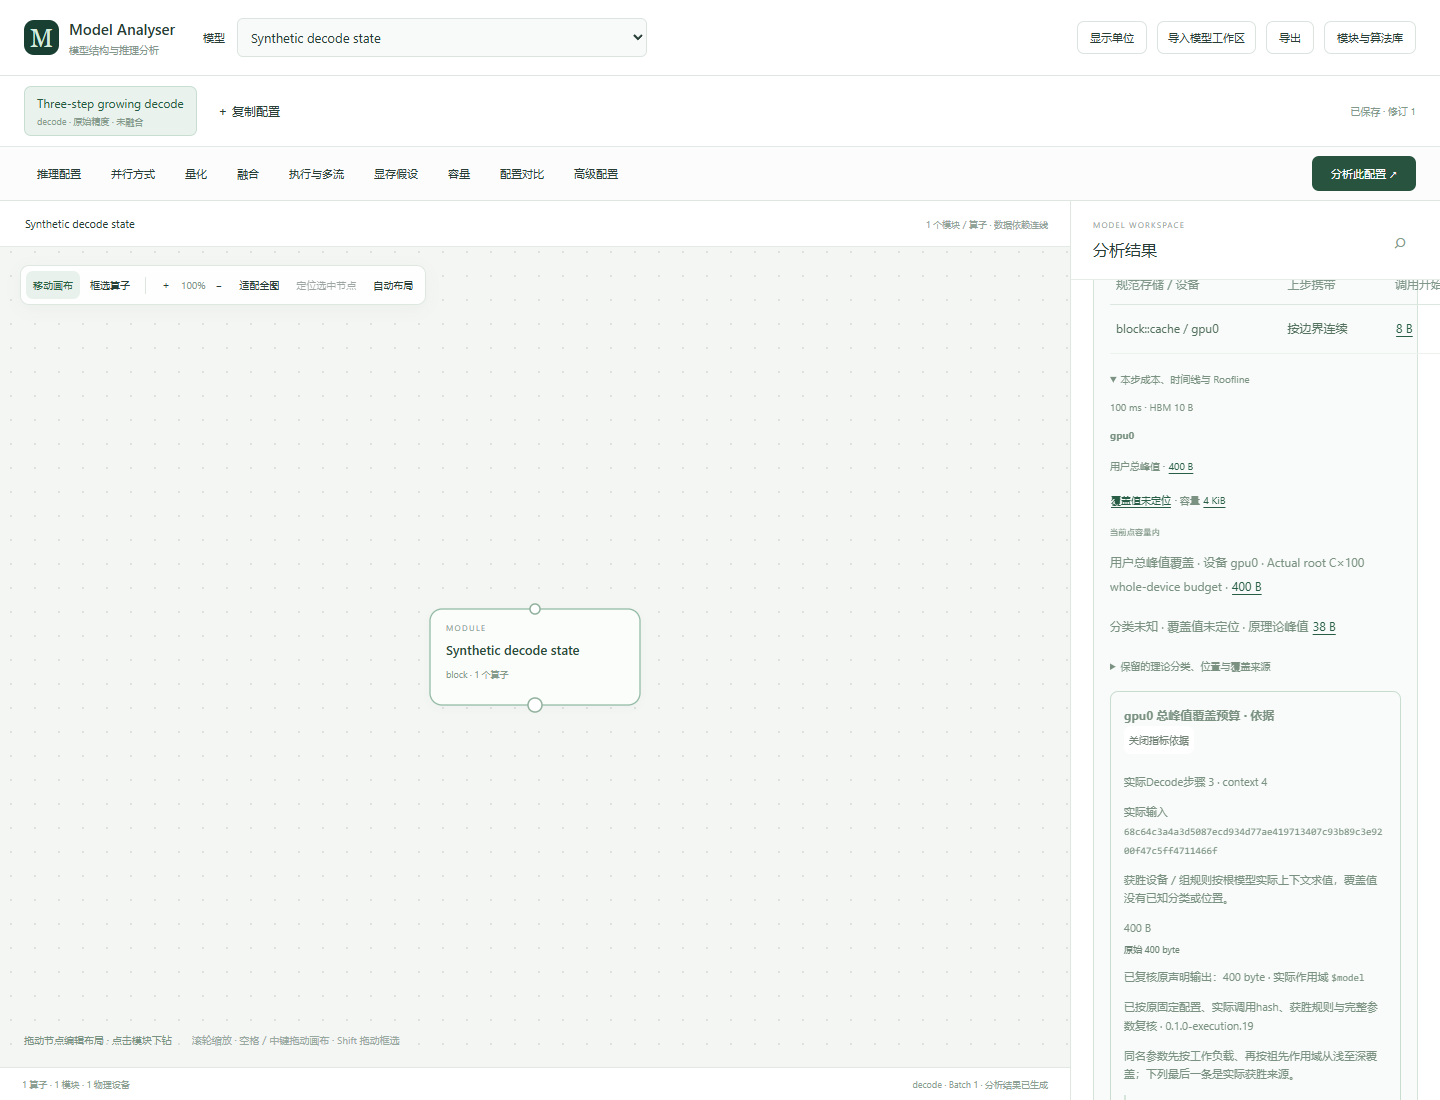 M
Model Analyser
模型结构与推理分析
模型
Synthetic decode state
显示单位
导入模型工作区
导出
模块与算法库
Three-step growing decode
decode · 原始精度 · 未融合
+ 复制配置
已保存 · 修订 1
推理配置
并行方式
量化
融合
执行与多流
显存假设
容量
配置对比
高级配置
分析此配置 ↗
Synthetic decode state
1 个模块 / 算子 · 数据依赖连线
移动画布
框选算子
+
100%
−
适配全图
定位选中节点
自动布局
MODULE
Synthetic decode state
block · 1 个算子
拖动节点编辑布局 · 点击模块下钻
滚轮缩放 · 空格 / 中键拖动画布 · Shift 拖动框选
1 算子 · 1 模块 · 1 物理设备
decode · Batch 1 · 分析结果已生成
MODEL WORKSPACE
分析结果
规范存储 / 设备
上步携带
调用开始
block::cache / gpu0
按边界连续
8 B
▼ 本步成本、时间线与 Roofline
100 ms · HBM 10 B
gpu0
用户总峰值 · 400 B
覆盖值未定位 · 容量 4 KiB
当前点容量内
用户总峰值覆盖 · 设备 gpu0 · Actual root C×100
whole-device budget · 400 B
分类未知 · 覆盖值未定位 · 原理论峰值 38 B
▶ 保留的理论分类、位置与覆盖来源
gpu0 总峰值覆盖预算 · 依据
关闭指标依据
实际Decode步骤 3 · context 4
实际输入
68c64c3a4a3d5087ecd934d77ae419713407c93b89c3e92
00f47c5ff4711466f
获胜设备 / 组规则按根模型实际上下文求值，覆盖值
没有已知分类或位置。
400 B
原始 400 byte
已复核原声明输出：400 byte · 实际作用域 $model
已按原固定配置、实际调用hash、获胜规则与完整参
数复核 · 0.1.0-execution.19
同名参数先按工作负载、再按祖先作用域从浅至深覆
盖；下列最后一条是实际获胜来源。